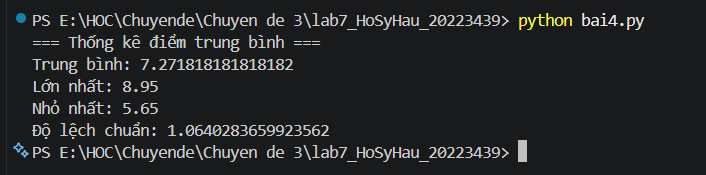 PS E:\HOC\Chuyende\Chuyen de 3\lab7_HoSyHau_20223439> python bai4.py
=== Thống kê điểm trung bình ===
Trung bình: 7.271818181818182
Lớn nhất: 8.95
Nhỏ nhất: 5.65
Độ lệch chuẩn: 1.0640283659923562
PS E:\HOC\Chuyende\Chuyen de 3\lab7_HoSyHau_20223439>